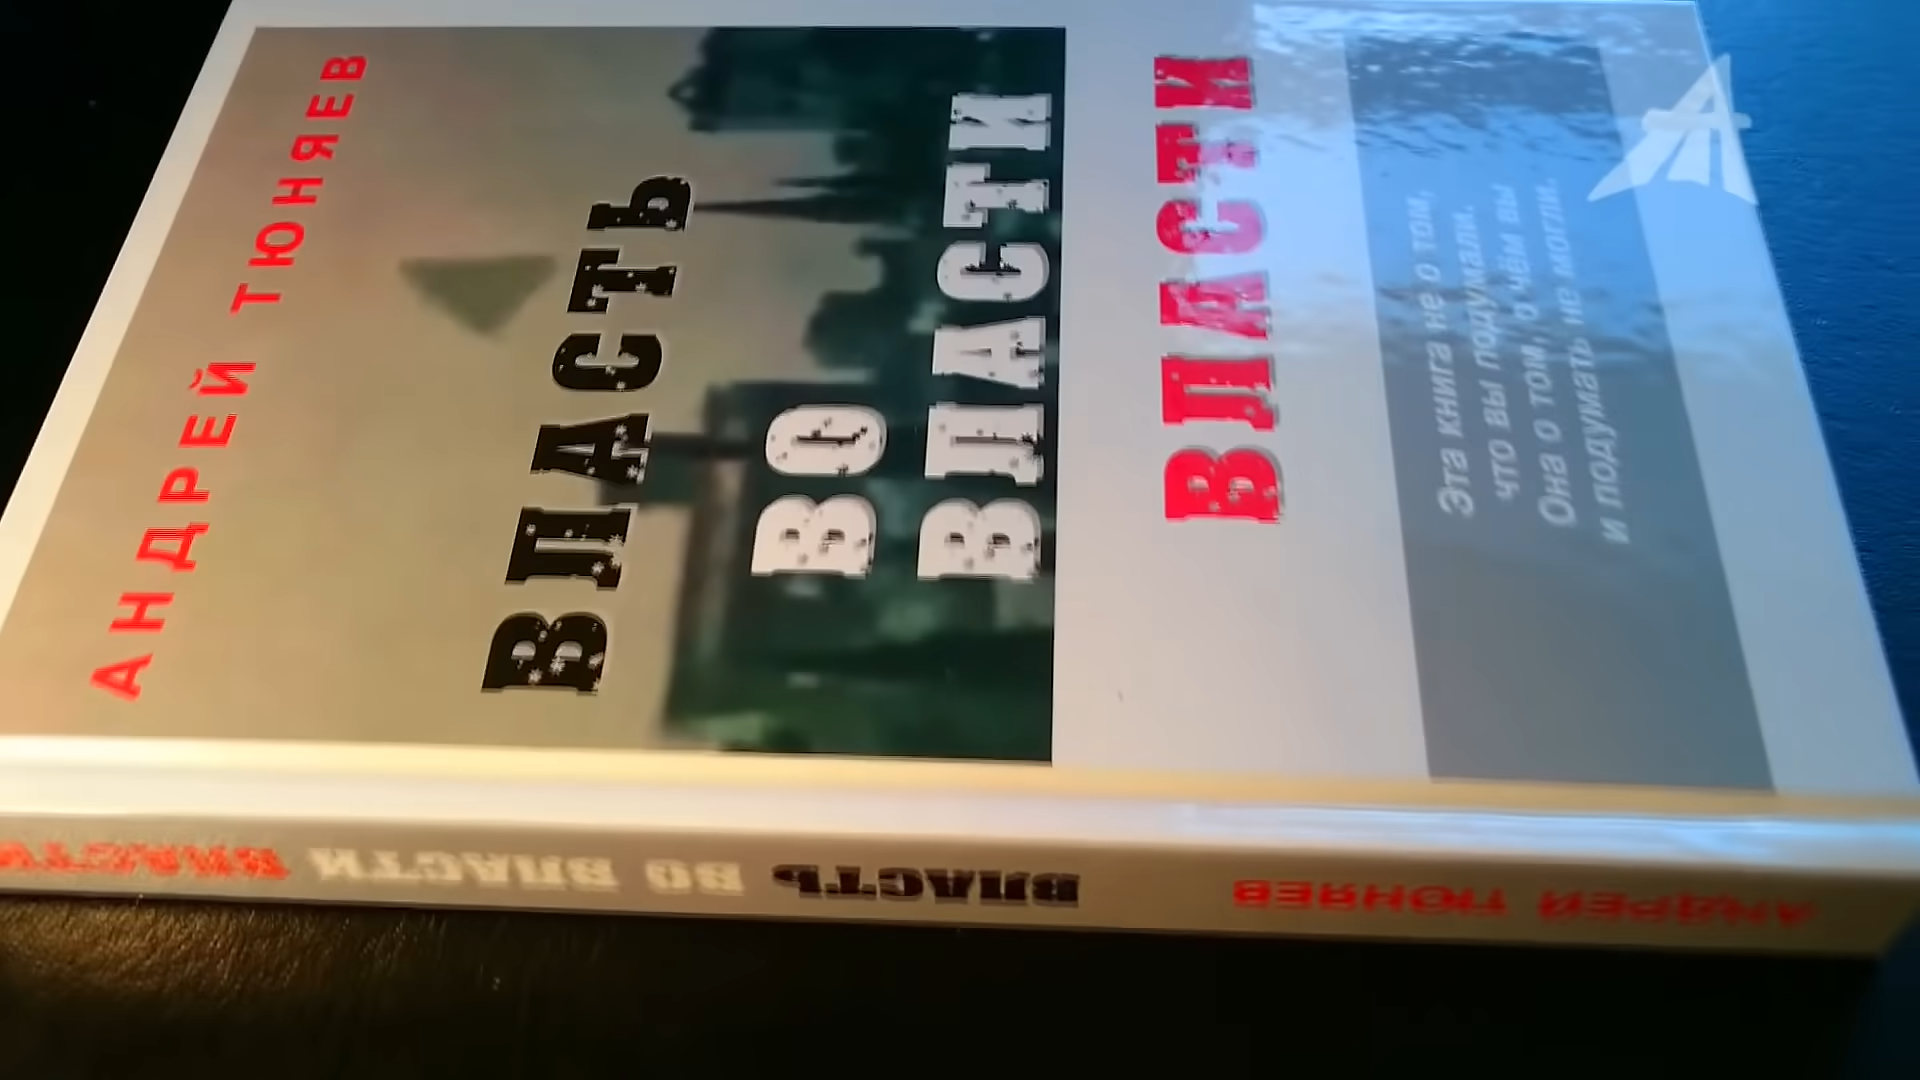 АНДРЕЙ ТЮНЯЕВ
ВЛАСТЬ
ВО
ВЛАСТИ
ВЛАСТИ
Эта книга не о том,
что вы подумали.
Она о том, о чём вы
и подумать не могли.
АНДРЕЙ ТЮНЯЕВ ВЛАСТЬ ВО ВЛАСТИ ВЛАСТИ